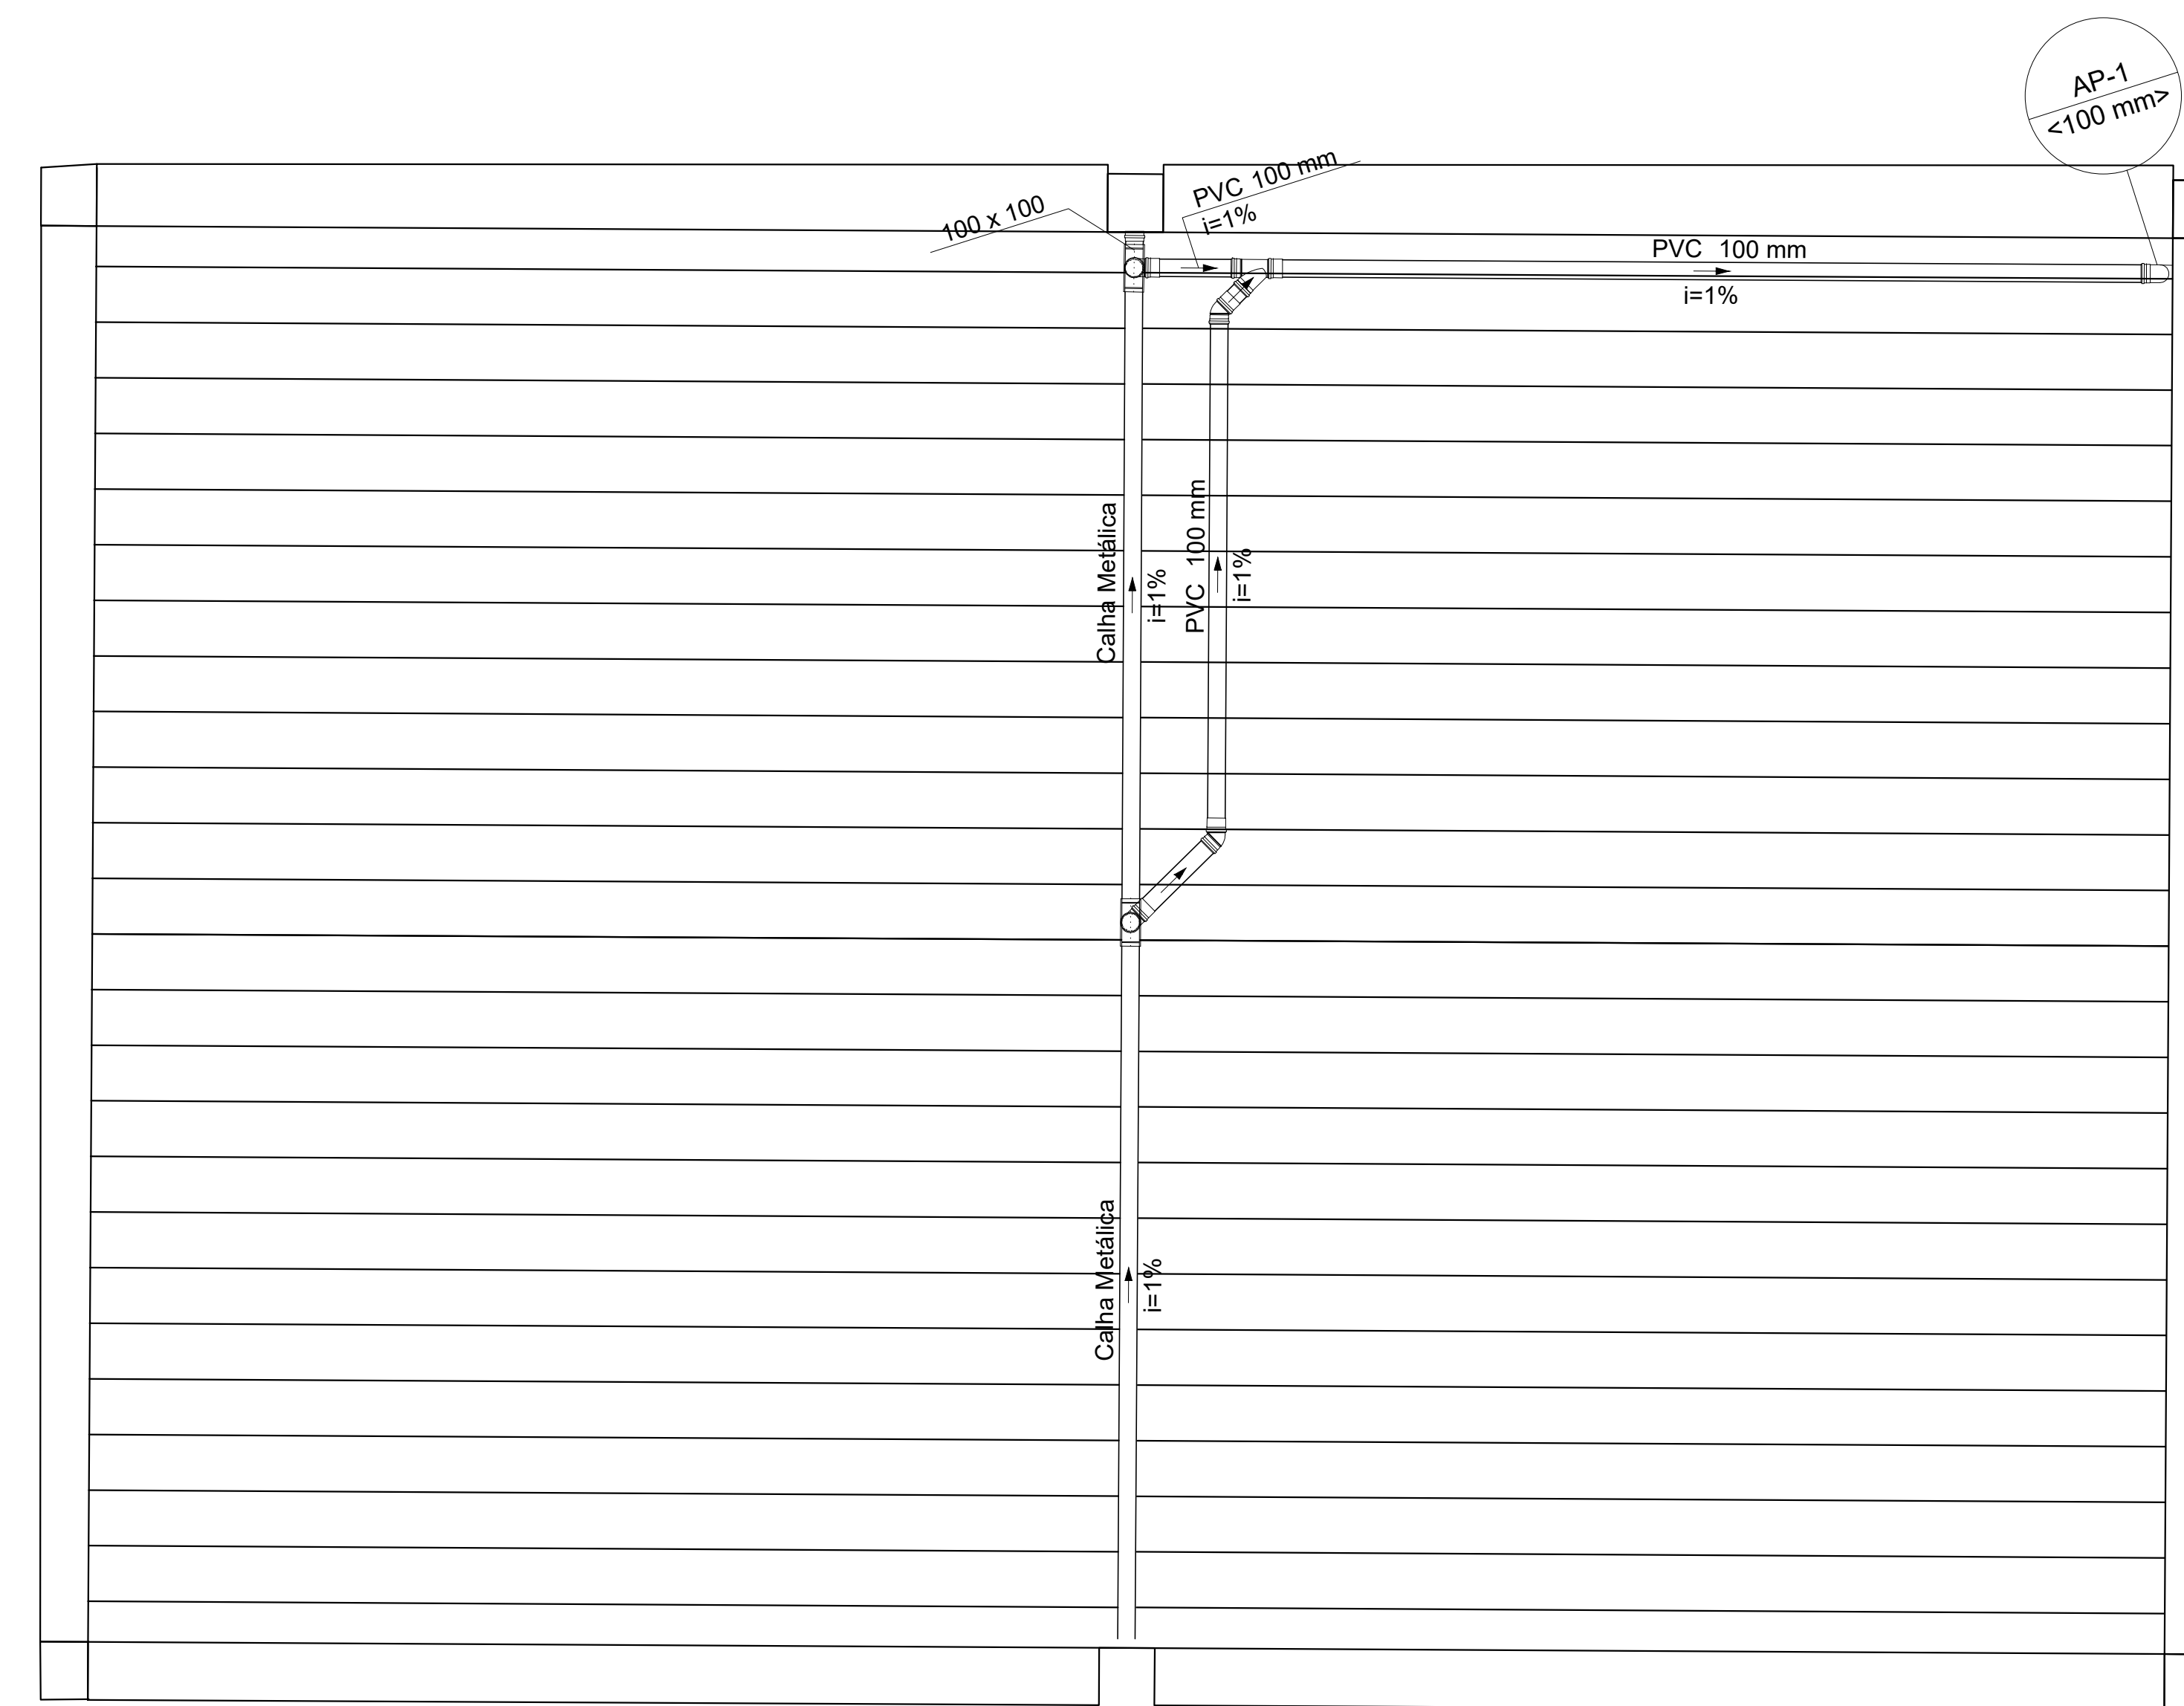 AP-1
<100 mm>
PVC 100 mm
i=1%
100 x 100
PVC 100 mm
i=1%
Calha Metálica
i=1%
PVC 100 mm
i=1%
Calha Metálica
i=1%